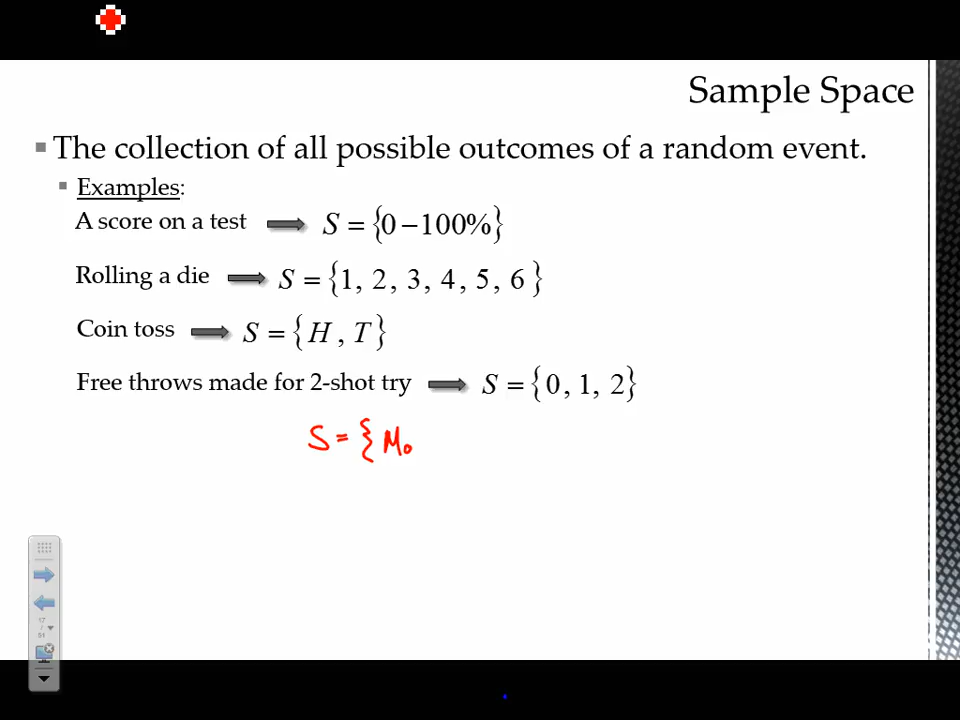 Sample Space
The collection of all possible outcomes of a random event.
Examples:
A score on a test S = {0 – 100%}
Rolling a die S = {1, 2, 3, 4, 5, 6}
Coin toss S = {H, T}
Free throws made for 2-shot try S = {0, 1, 2}
S = { Mo
17
/
51